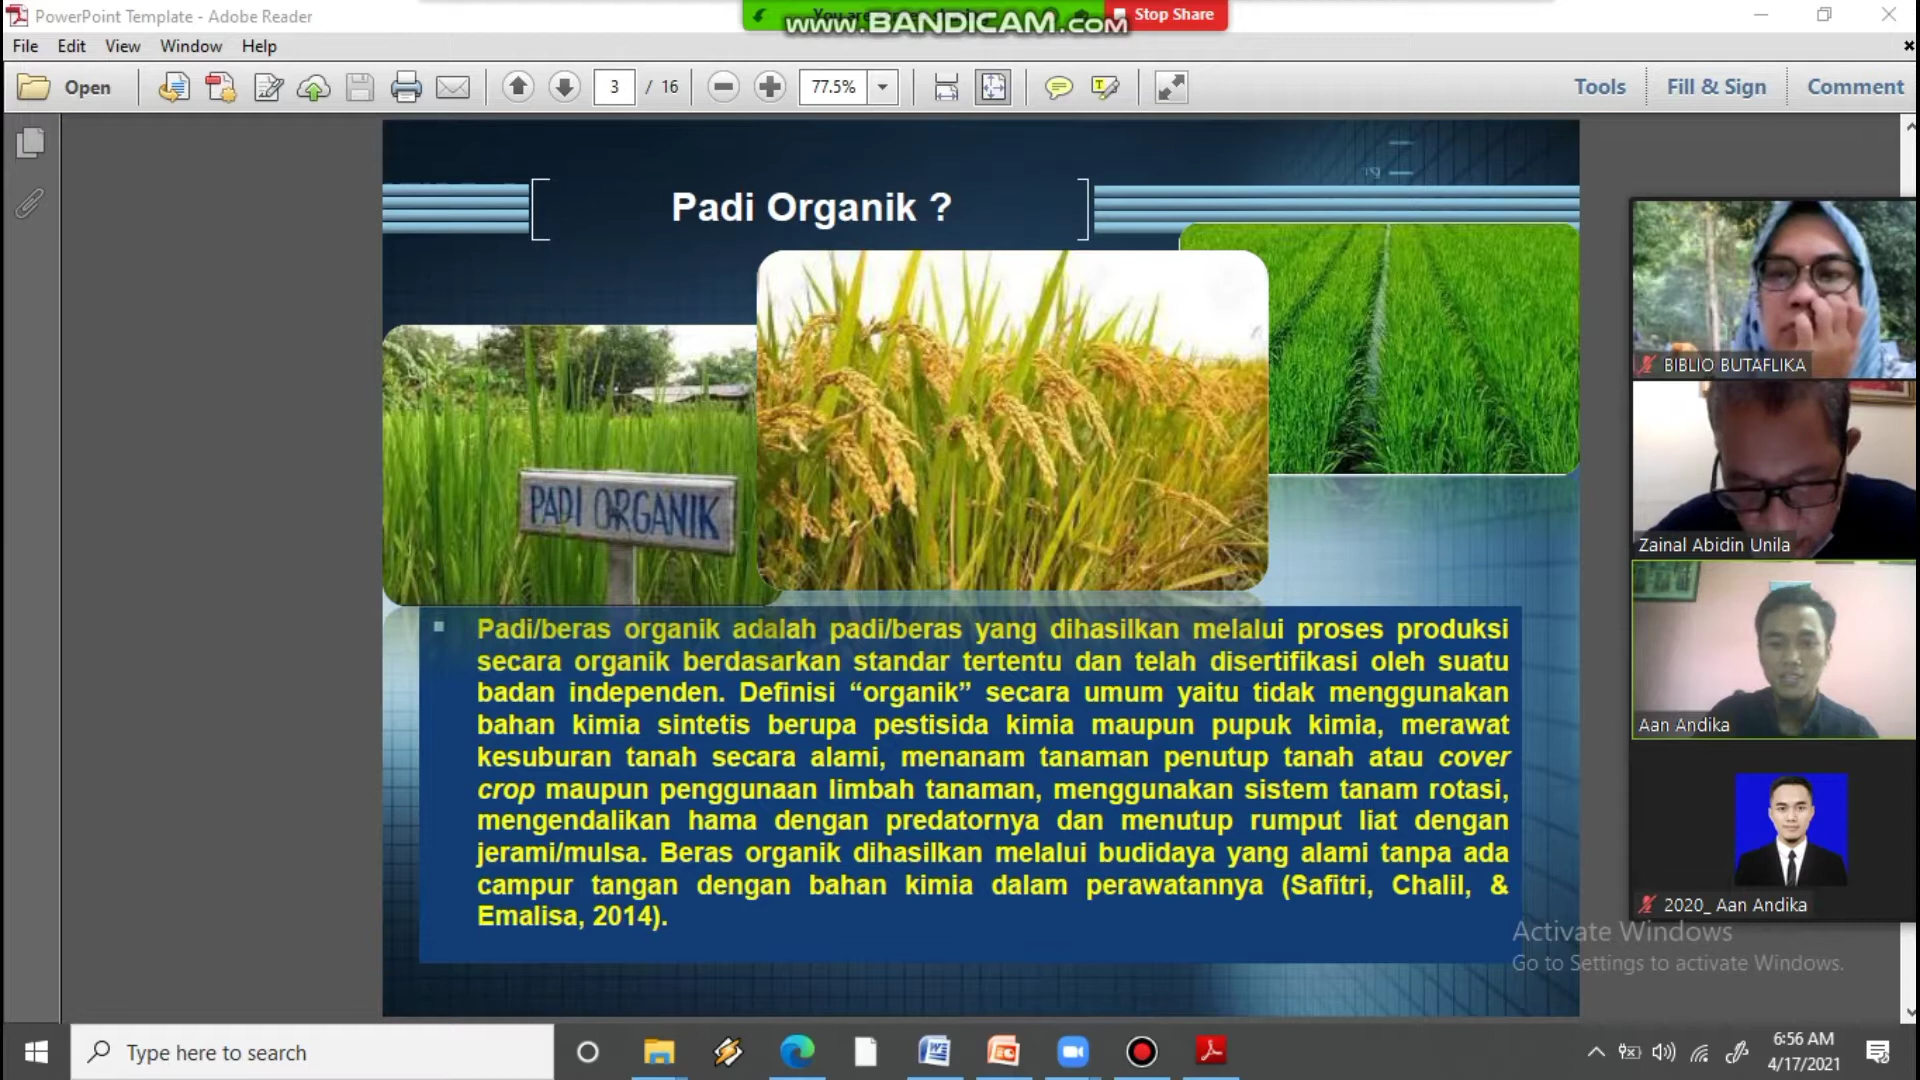 PowerPoint Template - Adobe Reader
www.BANDICAM.com
Stop Share
File Edit View Window Help
Open 3 / 16 77.5% Tools Fill & Sign Comment
Padi Organik ?
PADI ORGANIK
Padi/beras organik adalah padi/beras yang dihasilkan melalui proses produksi
secara organik berdasarkan standar tertentu dan telah disertifikasi oleh suatu
badan independen. Definisi “organik” secara umum yaitu tidak menggunakan
bahan kimia sintetis berupa pestisida kimia maupun pupuk kimia, merawat
kesuburan tanah secara alami, menanam tanaman penutup tanah atau cover
crop maupun penggunaan limbah tanaman, menggunakan sistem tanam rotasi,
mengendalikan hama dengan predatornya dan menutup rumput liat dengan
jerami/mulsa. Beras organik dihasilkan melalui budidaya yang alami tanpa ada
campur tangan dengan bahan kimia dalam perawatannya (Safitri, Chalil, &
Emalisa, 2014).
BIBLIO BUTAFLIKA
Zainal Abidin Unila
Aan Andika
2020_ Aan Andika
Activate Windows
Go to Settings to activate Windows.
Type here to search
6:56 AM
4/17/2021